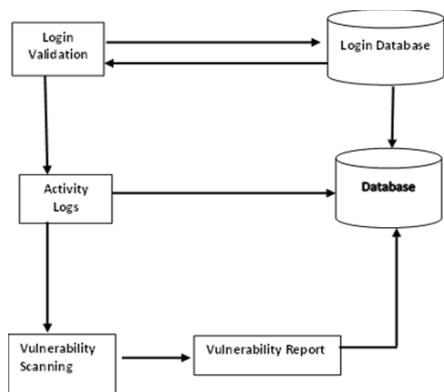 Login
Validation
Login Database
Activity
Logs
Database
Vulnerability
Scanning
Vulnerability Report